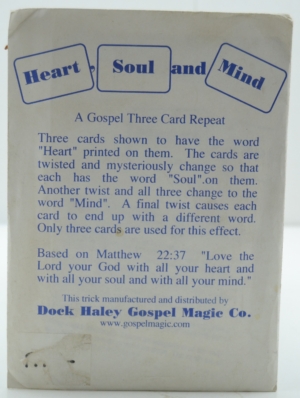 Heart, Soul and Mind
A Gospel Three Card Repeat
Three cards shown to have the word
"Heart" printed on them. The cards are
twisted and mysteriously change so that
each has the word "Soul".on them.
Another twist and all three change to the
word "Mind". A final twist causes each
card to end up with a different word.
Only three cards are used for this effect.
Based on Matthew 22:37 "Love the
Lord your God with all your heart and
with all your soul and with all your mind."
This trick manufactured and distributed by
Dock Haley Gospel Magic Co.
www.gospelmagic.com